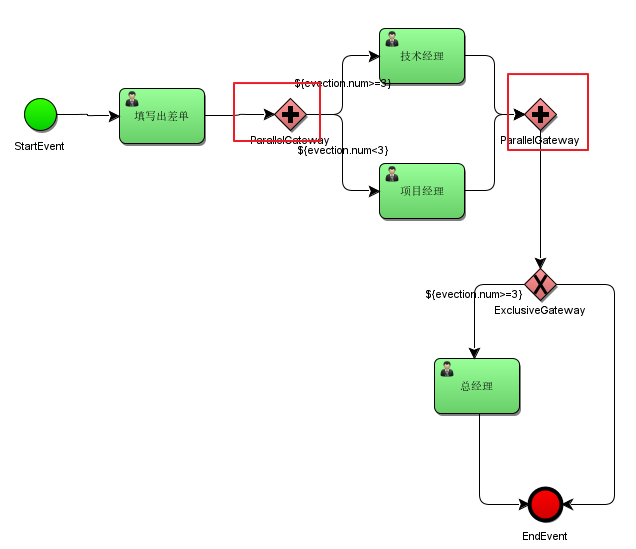 技术经理
${evection.num>=3}
填写出差单
StartEvent
ParallelGateway
ParallelGateway
${evection.num<3}
项目经理
${evection.num>=3}
ExclusiveGateway
总经理
EndEvent